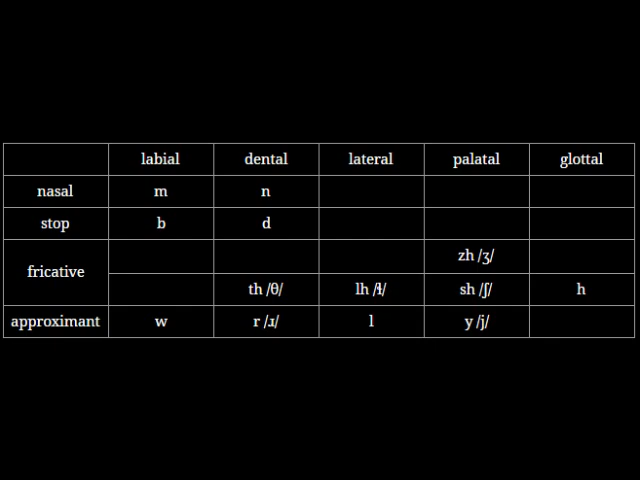 labial dental lateral palatal glottal
nasal m n
stop b d
fricative zh /ʒ/
th /θ/ lh /ɬ/ sh /ʃ/ h
approximant w r /ɹ/ l y /j/